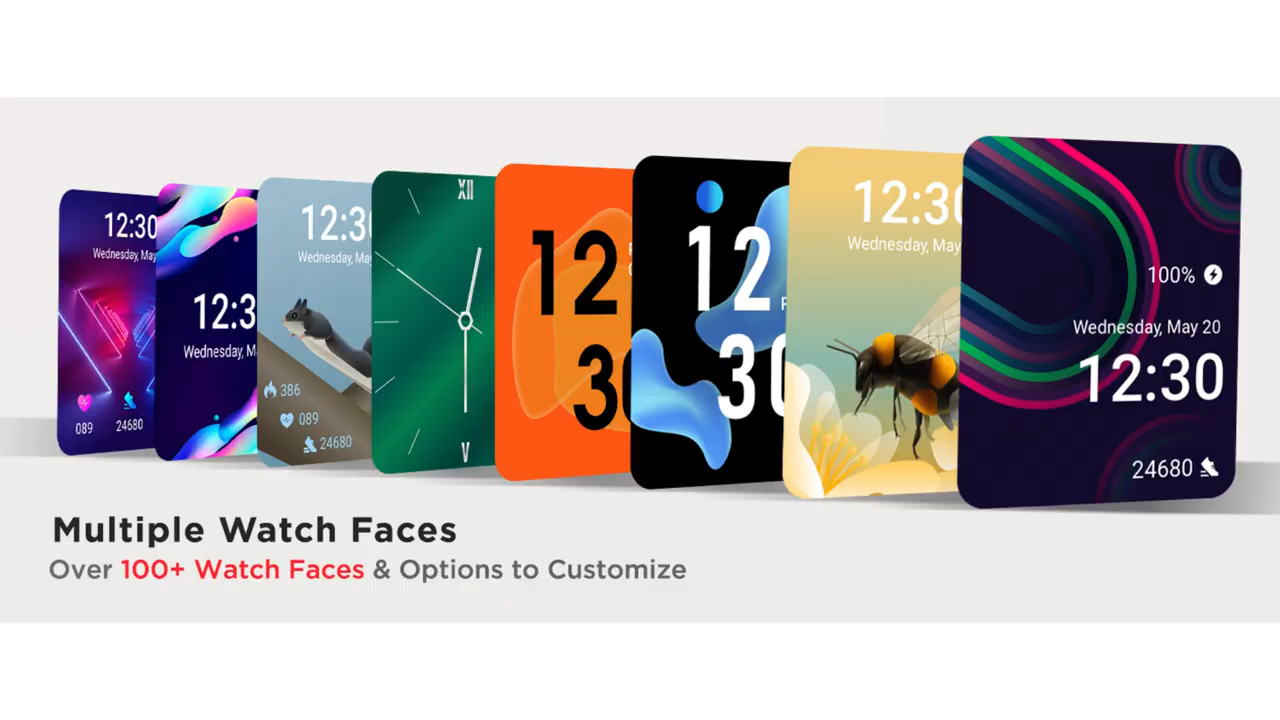 12:30
Wednesday, May
089
24680
12:3
Wednesday, M
12:30
Wednesday, May
386
089
24680
XII
V
12
30
12
P
30
12:30
Wednesday, May
100%
Wednesday, May 20
12:30
24680
Multiple Watch Faces
Over 100+ Watch Faces & Options to Customize